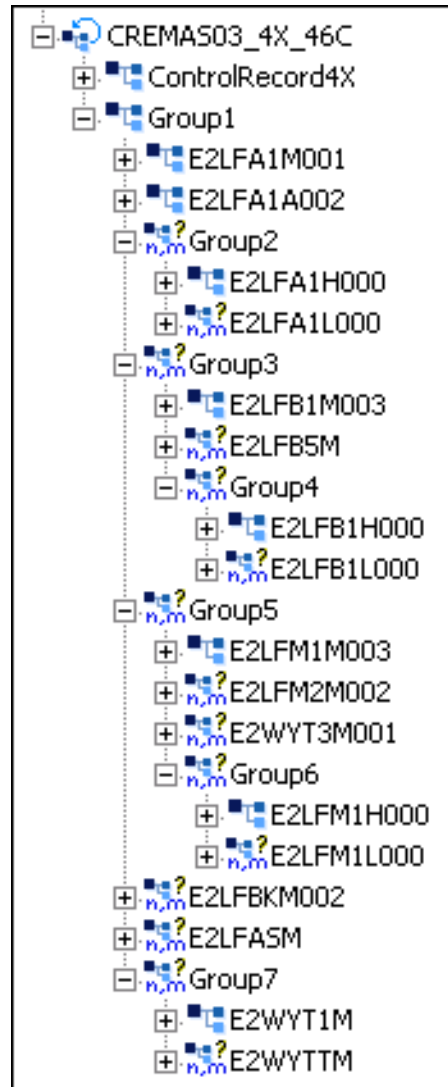 CREMAS03_4X_46C
ControlRecord4X
Group1
E2LFA1M001
E2LFA1A002
n,m? Group2
E2LFA1H000
n,m? E2LFA1L000
n,m? Group3
E2LFB1M003
n,m? E2LFB5M
n,m? Group4
E2LFB1H000
n,m? E2LFB1L000
n,m? Group5
E2LFM1M003
n,m? E2LFM2M002
n,m? E2WYT3M001
n,m? Group6
E2LFM1H000
n,m? E2LFM1L000
n,m? E2LFBKM002
n,m? E2LFASM
n,m? Group7
E2WYT1M
n,m? E2WYTTM